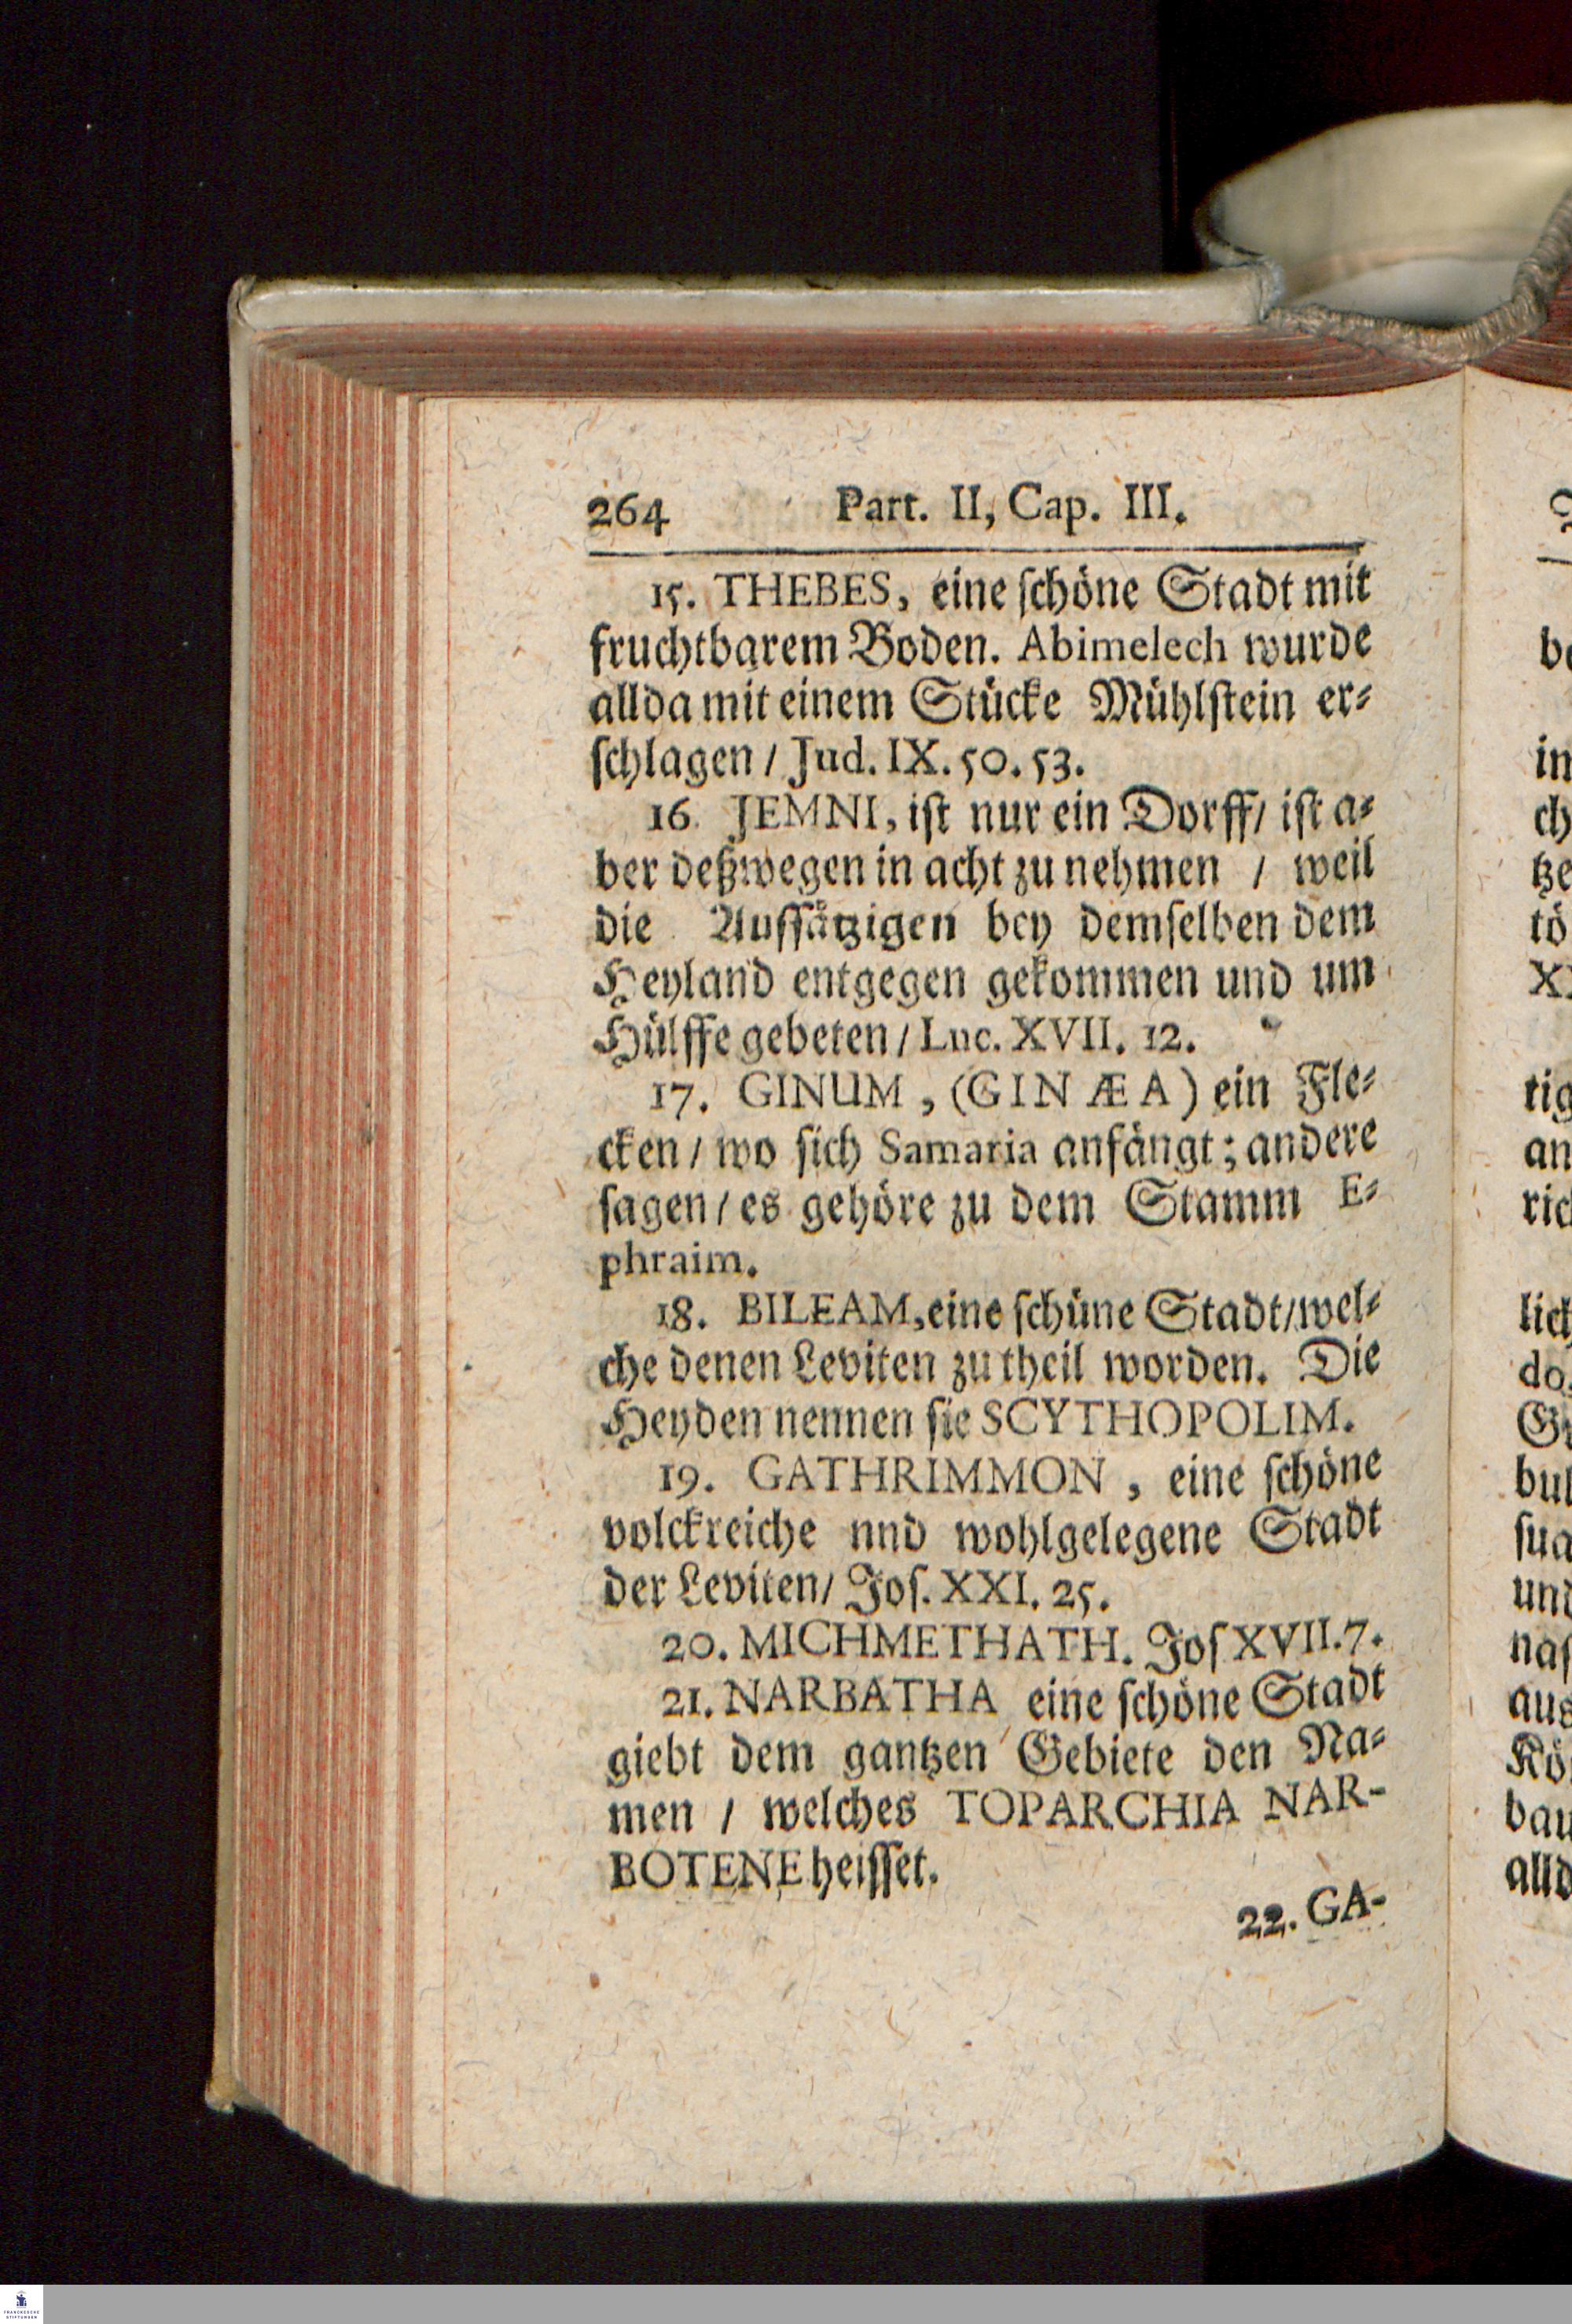 264 Part. II, Cap. III.
15. THEBES, eine ſchöne Stadt mit
fruchtbarem Boden. Abimelech wurde
allda mit einem Stücke Mühlſtein er⸗
ſchlagen / Jud. IX. 50. 53.
16. JEMNI, iſt nur ein Dorff / iſt a⸗
ber deßwegen in acht zu nehmen / weil
die Auſſätzigen bey demſelben dem
Heyland entgegen gekommen und um
Hülffe gebeten / Luc. XVII. 12.
17. GINUM, (GINÆA) ein Fle⸗
cken / wo ſich Samaria anfängt; andere
ſagen / es gehöre zu dem Stamm E⸗
phraim.
18. BILEAM, eine ſchüne Stadt / wel⸗
che denen Leviten zu theil worden. Die
Heyden nennen ſie SCYTHOPOLIM.
19. GATHRIMMON, eine ſchöne
volckreiche nnd wohlgelegene Stadt
der Leviten / Joſ. XXI. 25.
20. MICHMETHATH. Joſ XVII. 7.
21. NARBATHA eine ſchöne Stadt
giebt dem gantzen Gebiete den Na⸗
men / welches TOPARCHIA NAR-
BOTENE heiſſet.
22. GA-
FRANCKESCHE
STIFTUNGEN